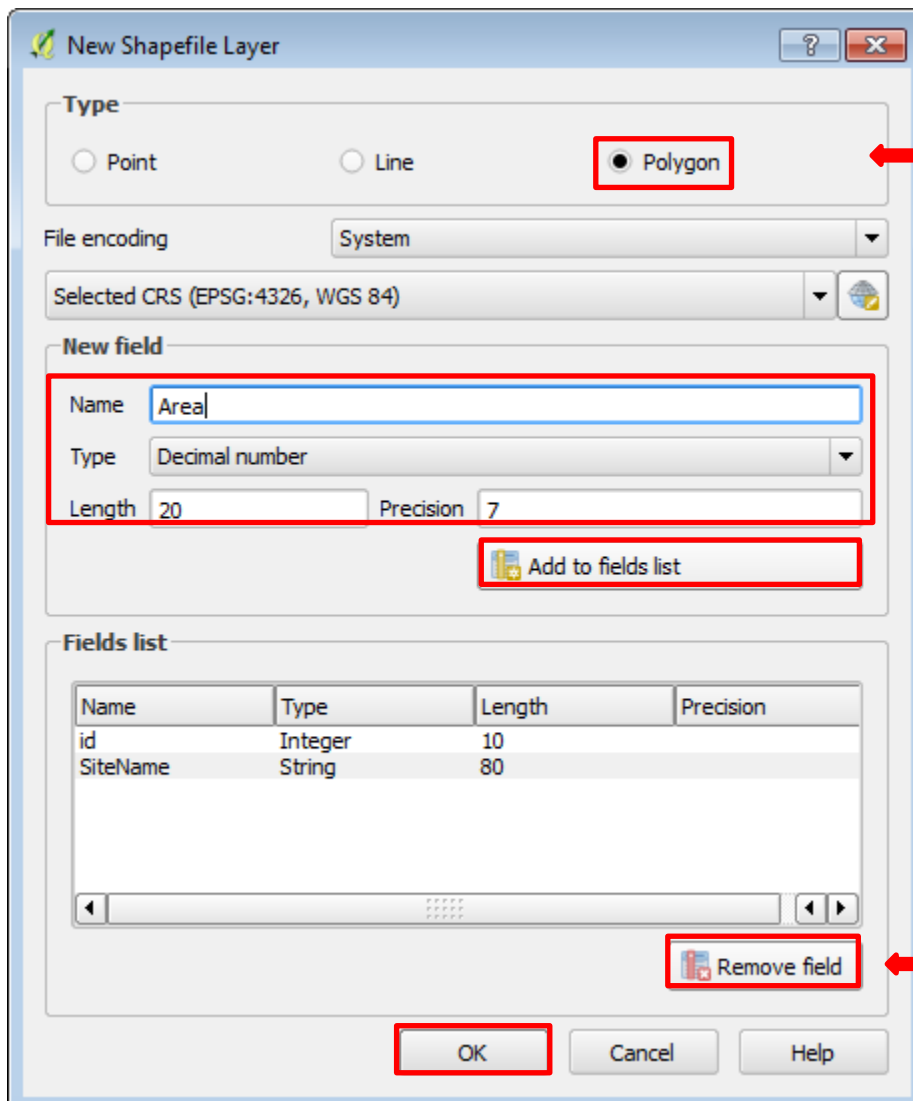 New Shapefile Layer
?
Type
Point Line Polygon
File encoding System
Selected CRS (EPSG:4326, WGS 84)
New field
Name Area
Type Decimal number
Length 20 Precision 7
Add to fields list
Fields list
Name Type Length Precision
id Integer 10
SiteName String 80
Remove field
OK Cancel Help